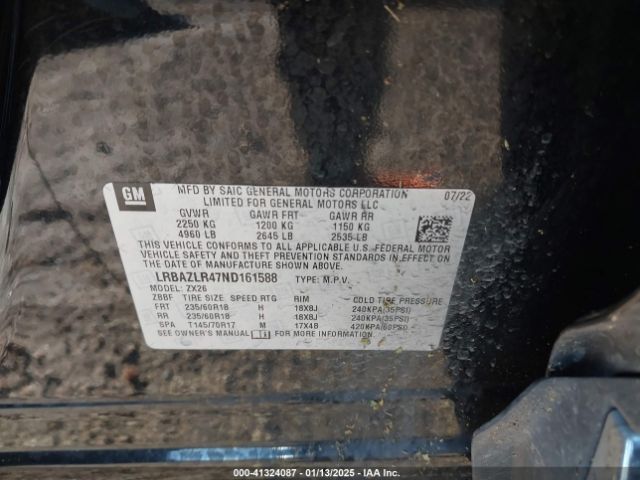 GM
MFD BY SAIC GENERAL MOTORS CORPORATION 07/22
LIMITED FOR GENERAL MOTORS LLC
GVWR GAWR FRT GAWR RR
2250 KG 1200 KG 1150 KG
4960 LB 2645 LB 2535 LB
THIS VEHICLE CONFORMS TO ALL APPLICABLE U.S. FEDERAL MOTOR
VEHICLE SAFETY AND THEFT PREVENTION STANDARDS IN EFFECT ON
THE DATE OF MANUFACTURE SHOWN ABOVE.
LRBAZLR47ND161588 TYPE: M.P.V.
MODEL: ZX26
ZBBF TIRE SIZE SPEED RTG RIM COLD TIRE PRESSURE
FRT 235/60R18 H 18X8J 240KPA(35PSI)
RR 235/60R18 H 18X8J 240KPA(35PSI)
SPA T145/70R17 M 17X4B 420KPA(60PSI)
SEE OWNER'S MANUAL FOR ADDITIONAL INFORMATION.
000-41324087 - 01/13/2025 - IAA Inc.